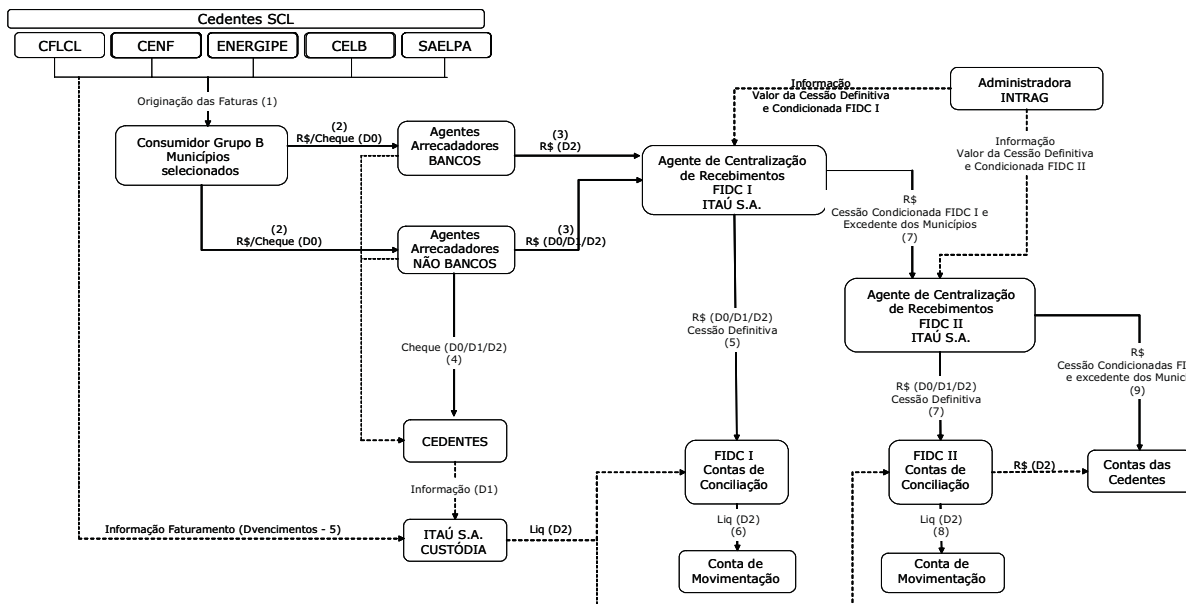 Cedentes SCL
CFLCL
CENF
ENERGIPE
CELB
SAELPA
Originação das Faturas (1)
Consumidor Grupo B
Municípios
selecionados
(2)
R$/Cheque (D0)
Agentes
Arrecadadores
BANCOS
(3)
R$ (D2)
Informação
Valor da Cessão Definitiva
e Condicionada FIDC I
Administradora
INTRAG
Informação
Valor da Cessão Definitiva
e Condicionada FIDC II
Agente de Centralização
de Recebimentos
FIDC I
ITAÚ S.A.
R$
Cessão Condicionada FIDC I e
Excedente dos Municípios
(7)
(2)
R$/Cheque (D0)
Agentes
Arrecadadores
NÃO BANCOS
(3)
R$ (D0/D1/D2)
Agente de Centralização
de Recebimentos
FIDC II
ITAÚ S.A.
R$ (D0/D1/D2)
Cessão Definitiva
(5)
Cheque (D0/D1/D2)
(4)
R$
Cessão Condicionadas
e excedente dos
(9)
R$ (D0/D1/D2)
Cessão Definitiva
(7)
CEDENTES
FIDC I
Contas de
Conciliação
FIDC II
Contas de
Conciliação
R$ (D2)
Contas das
Cedentes
Informação (D1)
Informação Faturamento (Dvencimentos - 5)
ITAÚ S.A.
CUSTÓDIA
Liq (D2)
Liq (D2)
(6)
Liq (D2)
(8)
Conta de
Movimentação
Conta de
Movimentação